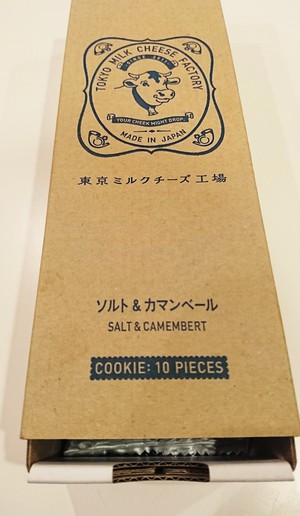 TOKYO MILK CHEESE FACTORY
SINCE 2011
YOUR CHEEK MIGHT DROP.
MADE IN JAPAN
東京ミルクチーズ工場
ソルト&カマンベール
SALT & CAMEMBERT
COOKIE: 10 PIECES